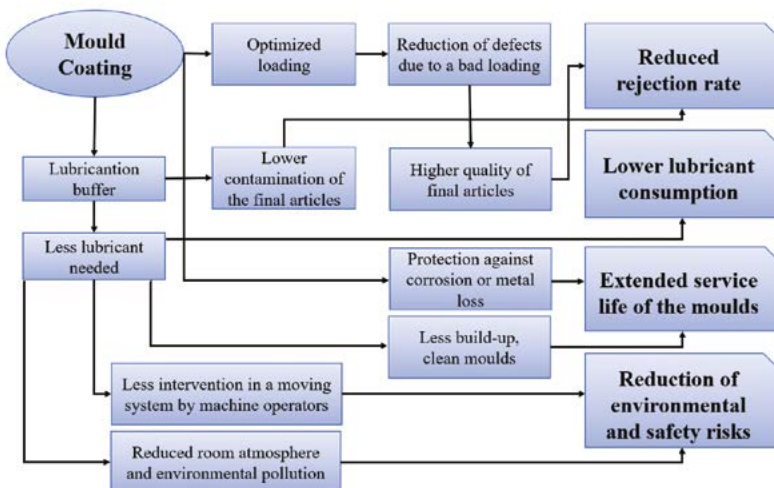 Mould
Coating
Optimized
loading
Reduction of defects
due to a bad loading
Reduced
rejection rate
Lubricantion
buffer
Lower
contamination of
the final articles
Higher quality of
final articles
Lower lubricant
consumption
Less lubricant
needed
Protection against
corrosion or metal
loss
Extended service
life of the moulds
Less build-up,
clean moulds
Less intervention in a moving
system by machine operators
Reduction of
environmental
and safety risks
Reduced room atmosphere
and environmental pollution